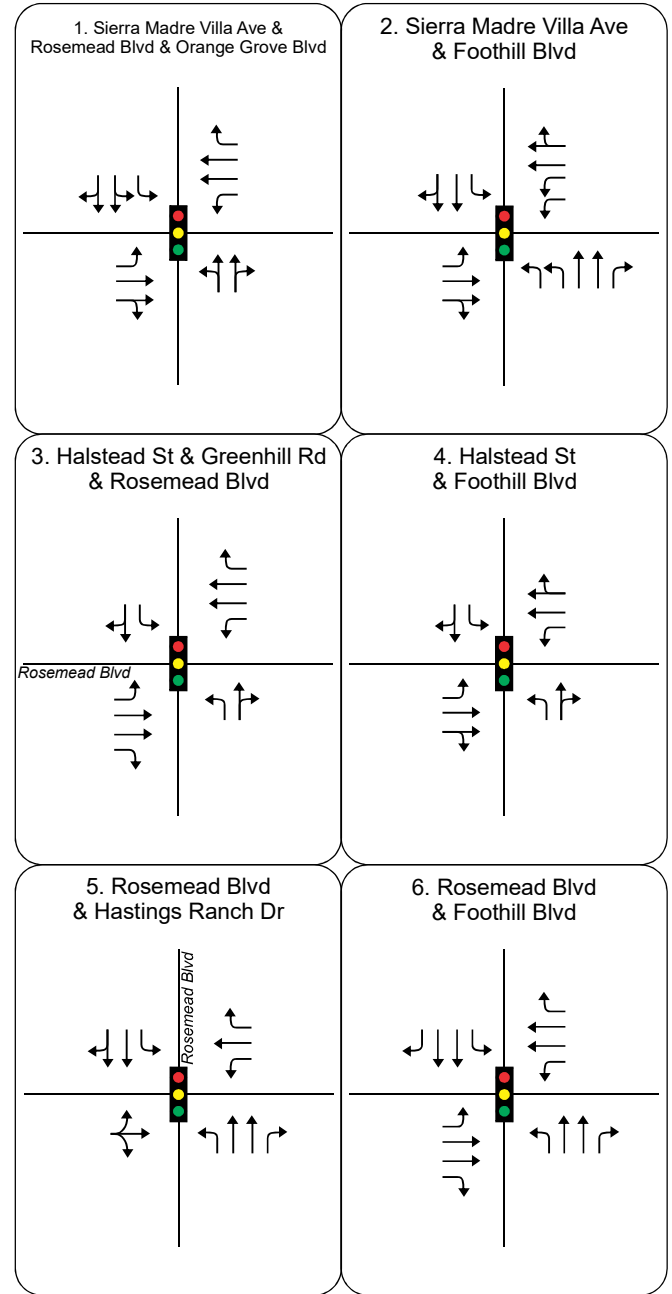 1. Sierra Madre Villa Ave &
Rosemead Blvd & Orange Grove Blvd
2. Sierra Madre Villa Ave
& Foothill Blvd
3. Halstead St & Greenhill Rd
& Rosemead Blvd
Rosemead Blvd
4. Halstead St
& Foothill Blvd
5. Rosemead Blvd
& Hastings Ranch Dr
Rosemead Blvd
6. Rosemead Blvd
& Foothill Blvd